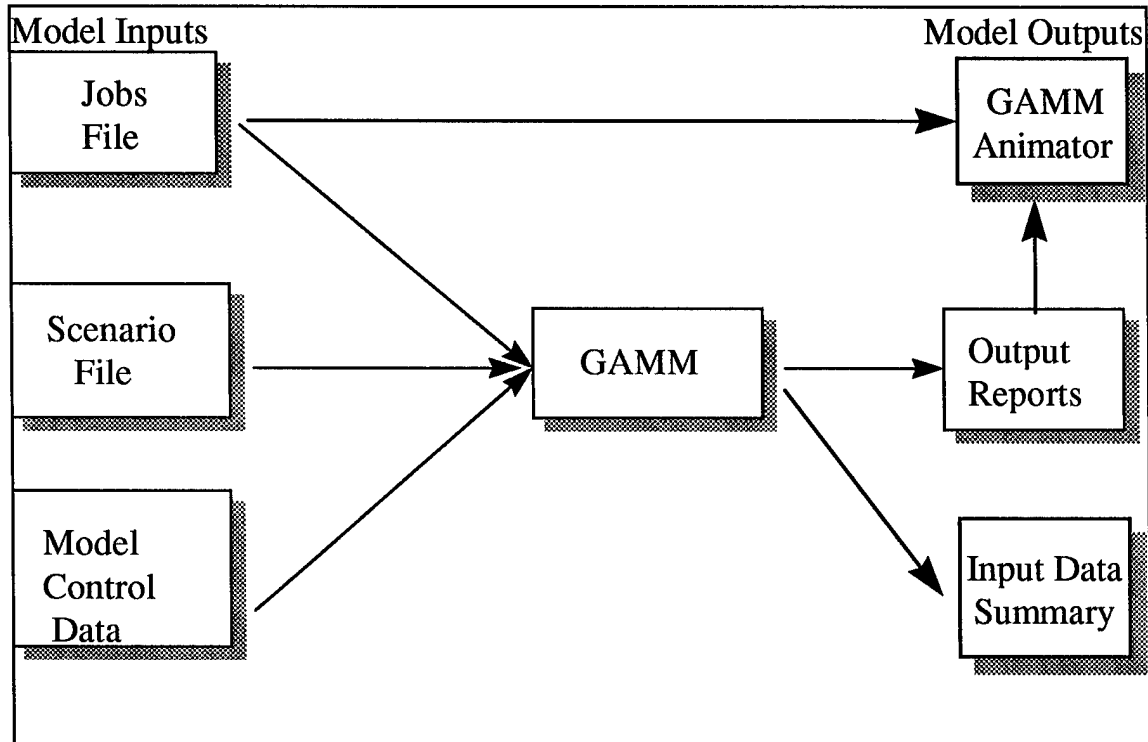 Model Inputs
Model Outputs
Jobs
File
GAMM
Animator
Scenario
File
GAMM
Output
Reports
Model
Control
Data
Input Data
Summary